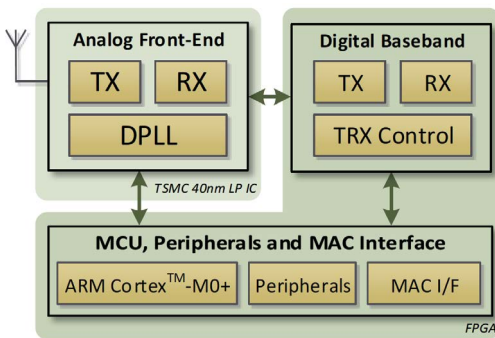 Analog Front-End
TX
RX
DPLL
TSMC 40nm LP IC
Digital Baseband
TX
RX
TRX Control
MCU, Peripherals and MAC Interface
ARM Cortex™-M0+
Peripherals
MAC I/F
FPGA